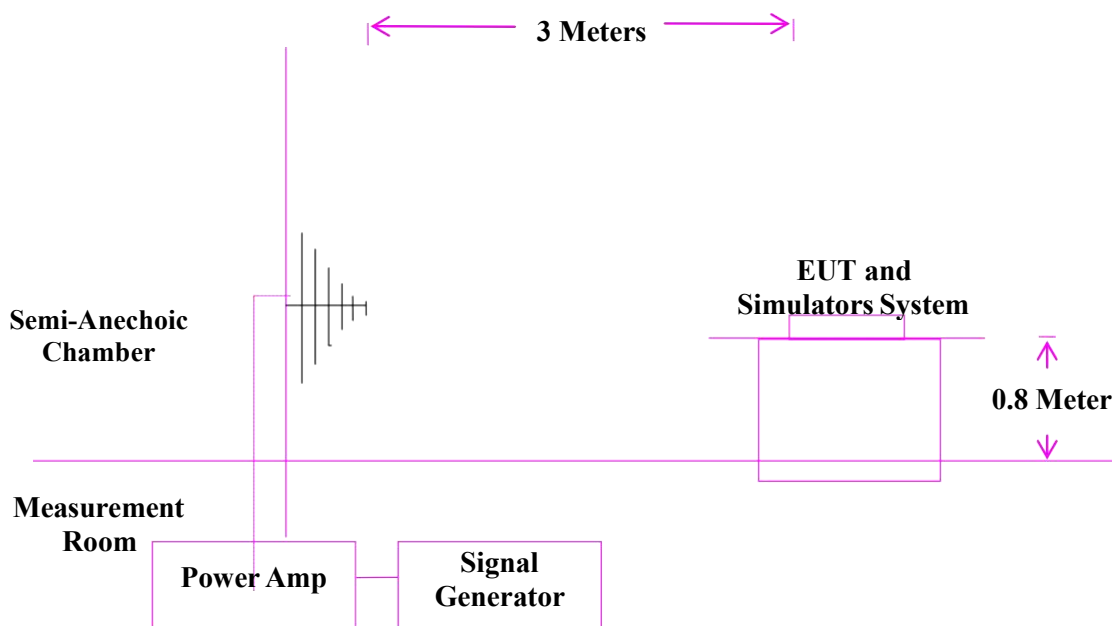 3 Meters
EUT and
Simulators System
Semi-Anechoic
Chamber
0.8 Meter
Measurement
Room
Power Amp
Signal
Generator